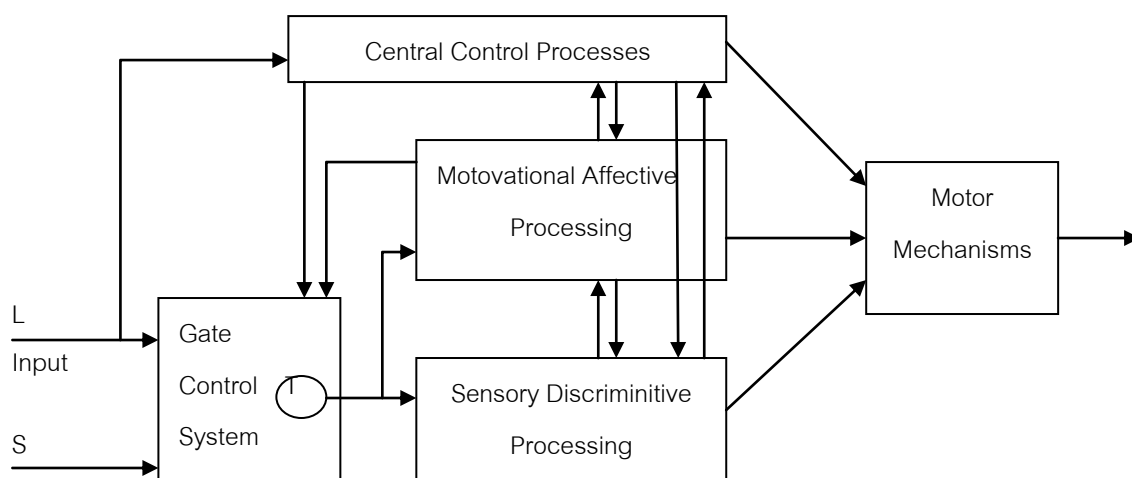 Central Control Processes
Motovational Affective
Processing
Motor
Mechanisms
L
Input
S
Gate
Control T
System
Sensory Discriminitive
Processing